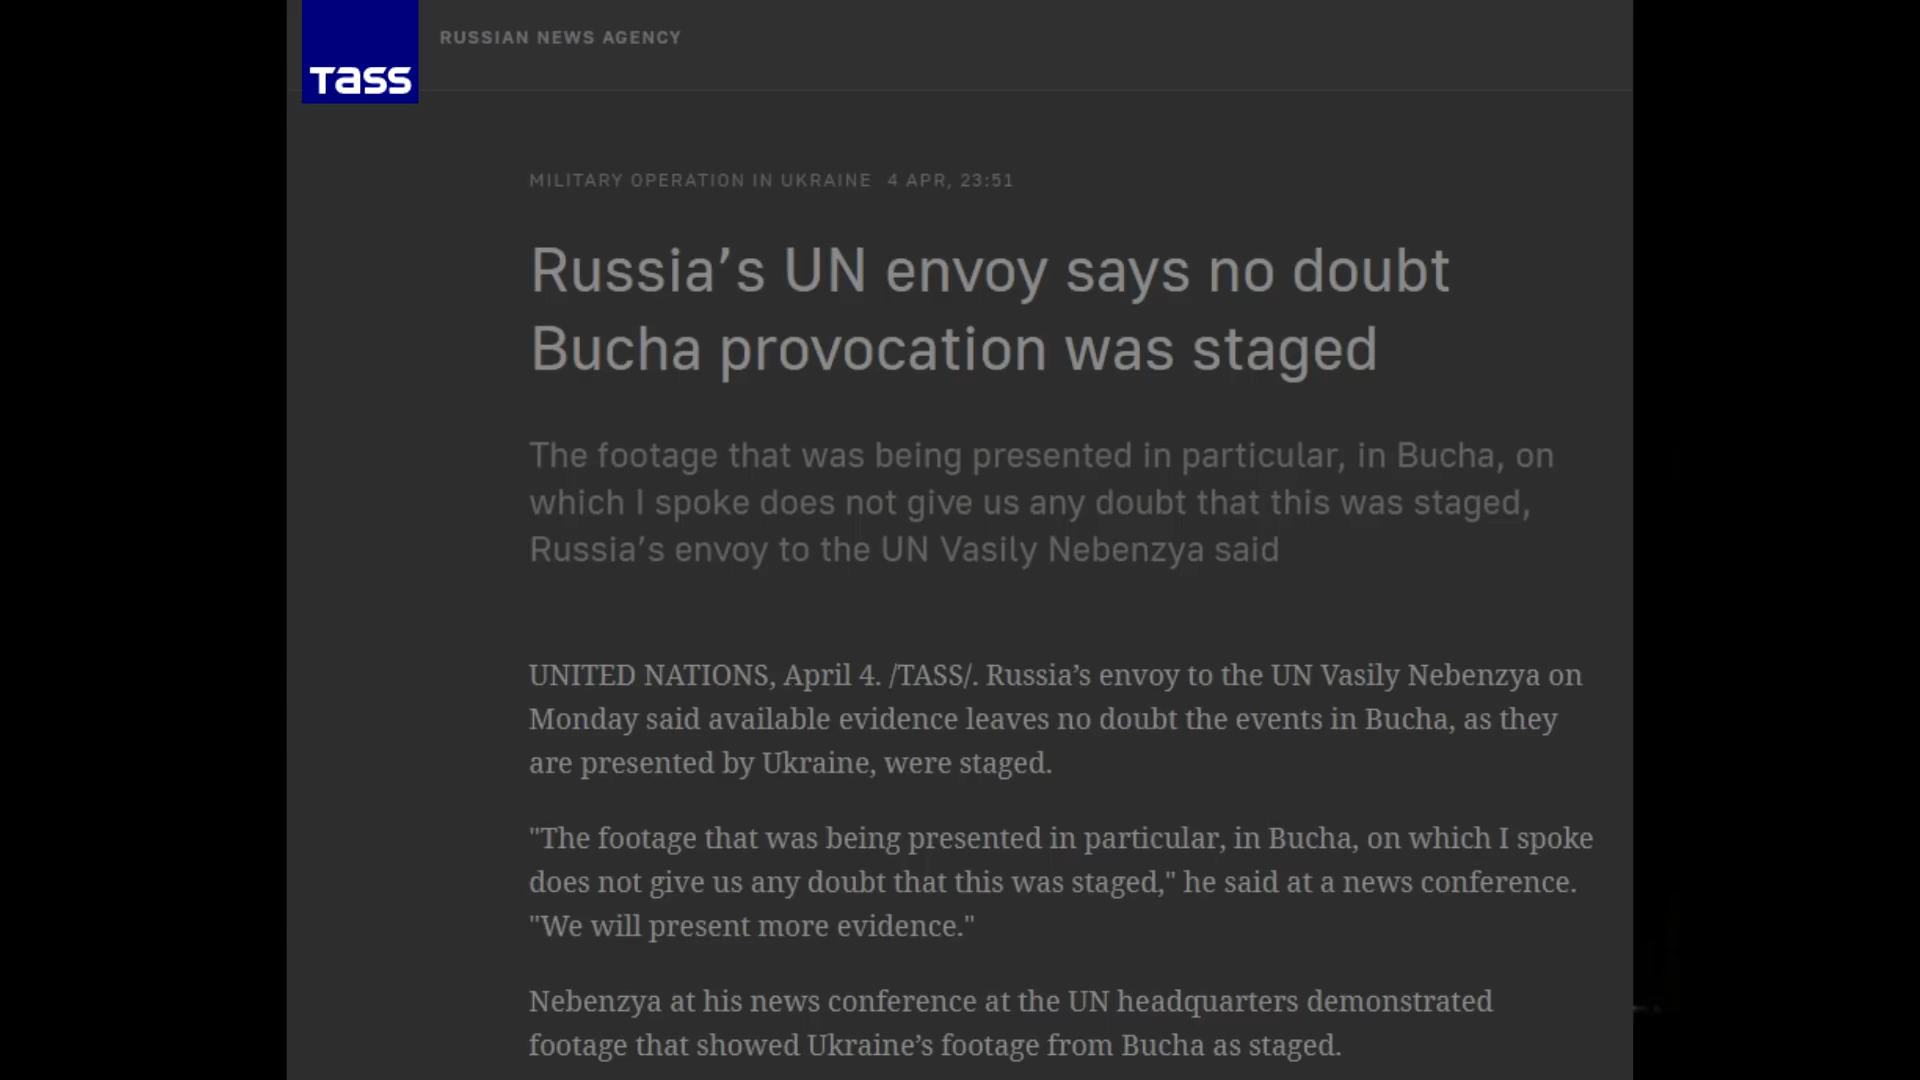 TASS
RUSSIAN NEWS AGENCY
MILITARY OPERATION IN UKRAINE 4 APR, 23:51
Russia’s UN envoy says no doubt
Bucha provocation was staged
The footage that was being presented in particular, in Bucha, on
which I spoke does not give us any doubt that this was staged,
Russia’s envoy to the UN Vasily Nebenzya said
UNITED NATIONS, April 4. /TASS/. Russia’s envoy to the UN Vasily Nebenzya on
Monday said available evidence leaves no doubt the events in Bucha, as they
are presented by Ukraine, were staged.
"The footage that was being presented in particular, in Bucha, on which I spoke
does not give us any doubt that this was staged," he said at a news conference.
"We will present more evidence."
Nebenzya at his news conference at the UN headquarters demonstrated
footage that showed Ukraine’s footage from Bucha as staged.